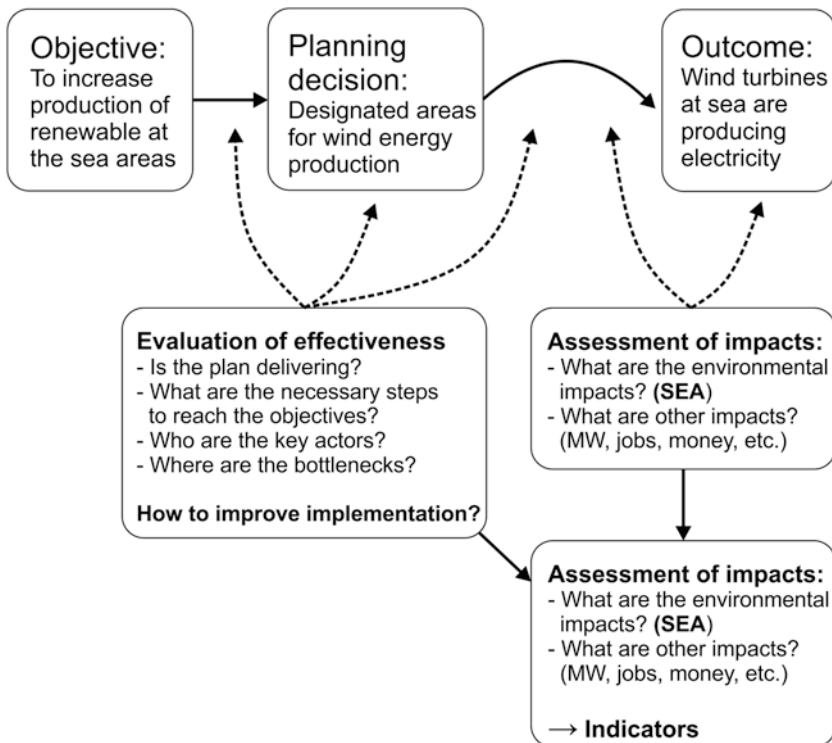 Objective:
To increase
production of
renewable at
the sea areas
Planning
decision:
Designated areas
for wind energy
production
Outcome:
Wind turbines
at sea are
producing
electricity
Evaluation of effectiveness
- Is the plan delivering?
- What are the necessary steps
to reach the objectives?
- Who are the key actors?
- Where are the bottlenecks?
How to improve implementation?
Assessment of impacts:
- What are the environmental
impacts? (SEA)
- What are other impacts?
(MW, jobs, money, etc.)
Assessment of impacts:
- What are the environmental
impacts? (SEA)
- What are other impacts?
(MW, jobs, money, etc.)
→ Indicators